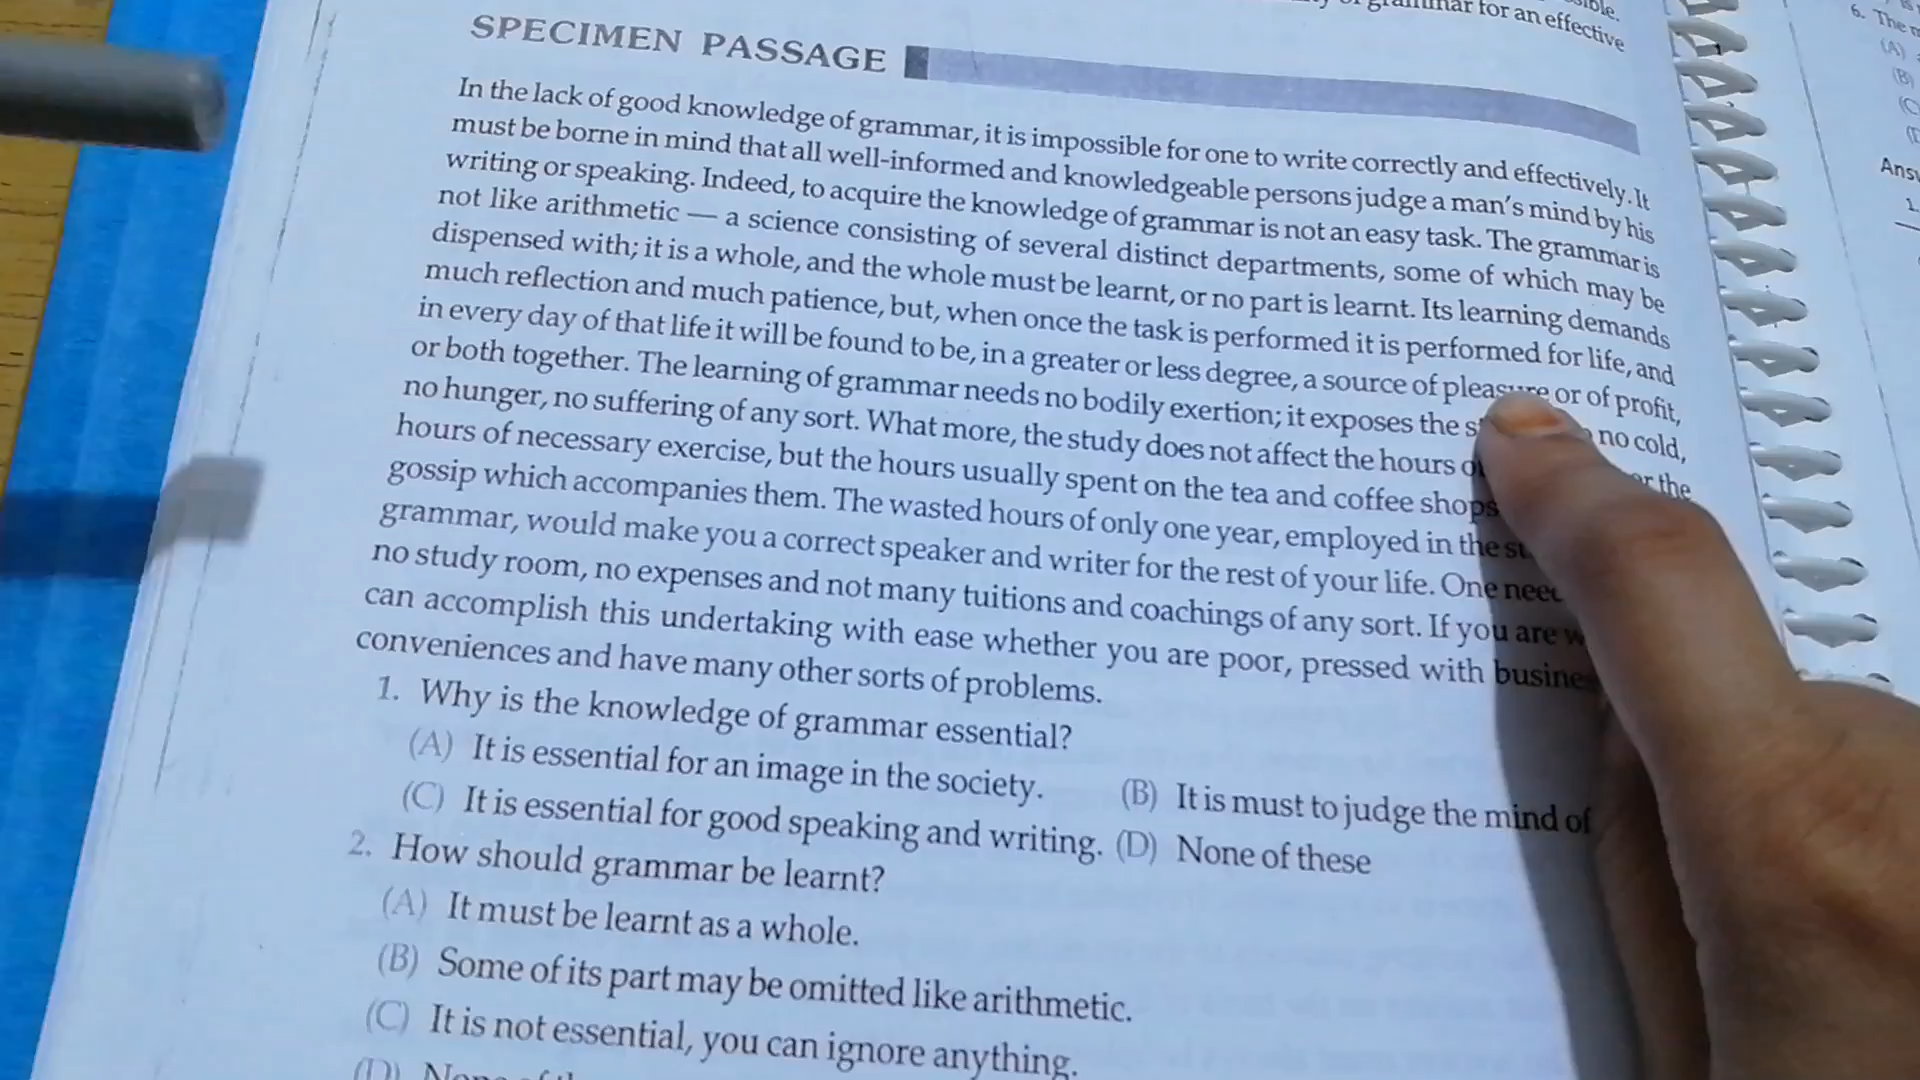 grammar for an effective
SPECIMEN PASSAGE
In the lack of good knowledge of grammar, it is impossible for one to write correctly and effectively. It
must be borne in mind that all well-informed and knowledgeable persons judge a man's mind by his
writing or speaking. Indeed, to acquire the knowledge of grammar is not an easy task. The grammar is
not like arithmetic — a science consisting of several distinct departments, some of which may be
dispensed with; it is a whole, and the whole must be learnt, or no part is learnt. Its learning demands
much reflection and much patience, but, when once the task is performed it is performed for life, and
in every day of that life it will be found to be, in a greater or less degree, a source of pleasure or of profit,
or both together. The learning of grammar needs no bodily exertion; it exposes the no cold,
no hunger, no suffering of any sort. What more, the study does not affect the hours or the
hours of necessary exercise, but the hours usually spent on the tea and coffee shops
gossip which accompanies them. The wasted hours of only one year, employed in the
grammar, would make you a correct speaker and writer for the rest of your life. One
no study room, no expenses and not many tuitions and coachings of any sort. If you are
can accomplish this undertaking with ease whether you are poor, pressed with
conveniences and have many other sorts of problems.
1. Why is the knowledge of grammar essential?
(A) It is essential for an image in the society. (B) It is must to judge the mind of
(C) It is essential for good speaking and writing. (D) None of these
2. How should grammar be learnt?
(A) It must be learnt as a whole.
(B) Some of its part may be omitted like arithmetic.
(C) It is not essential, you can ignore anything.
6. The
(A)
(B)
1.